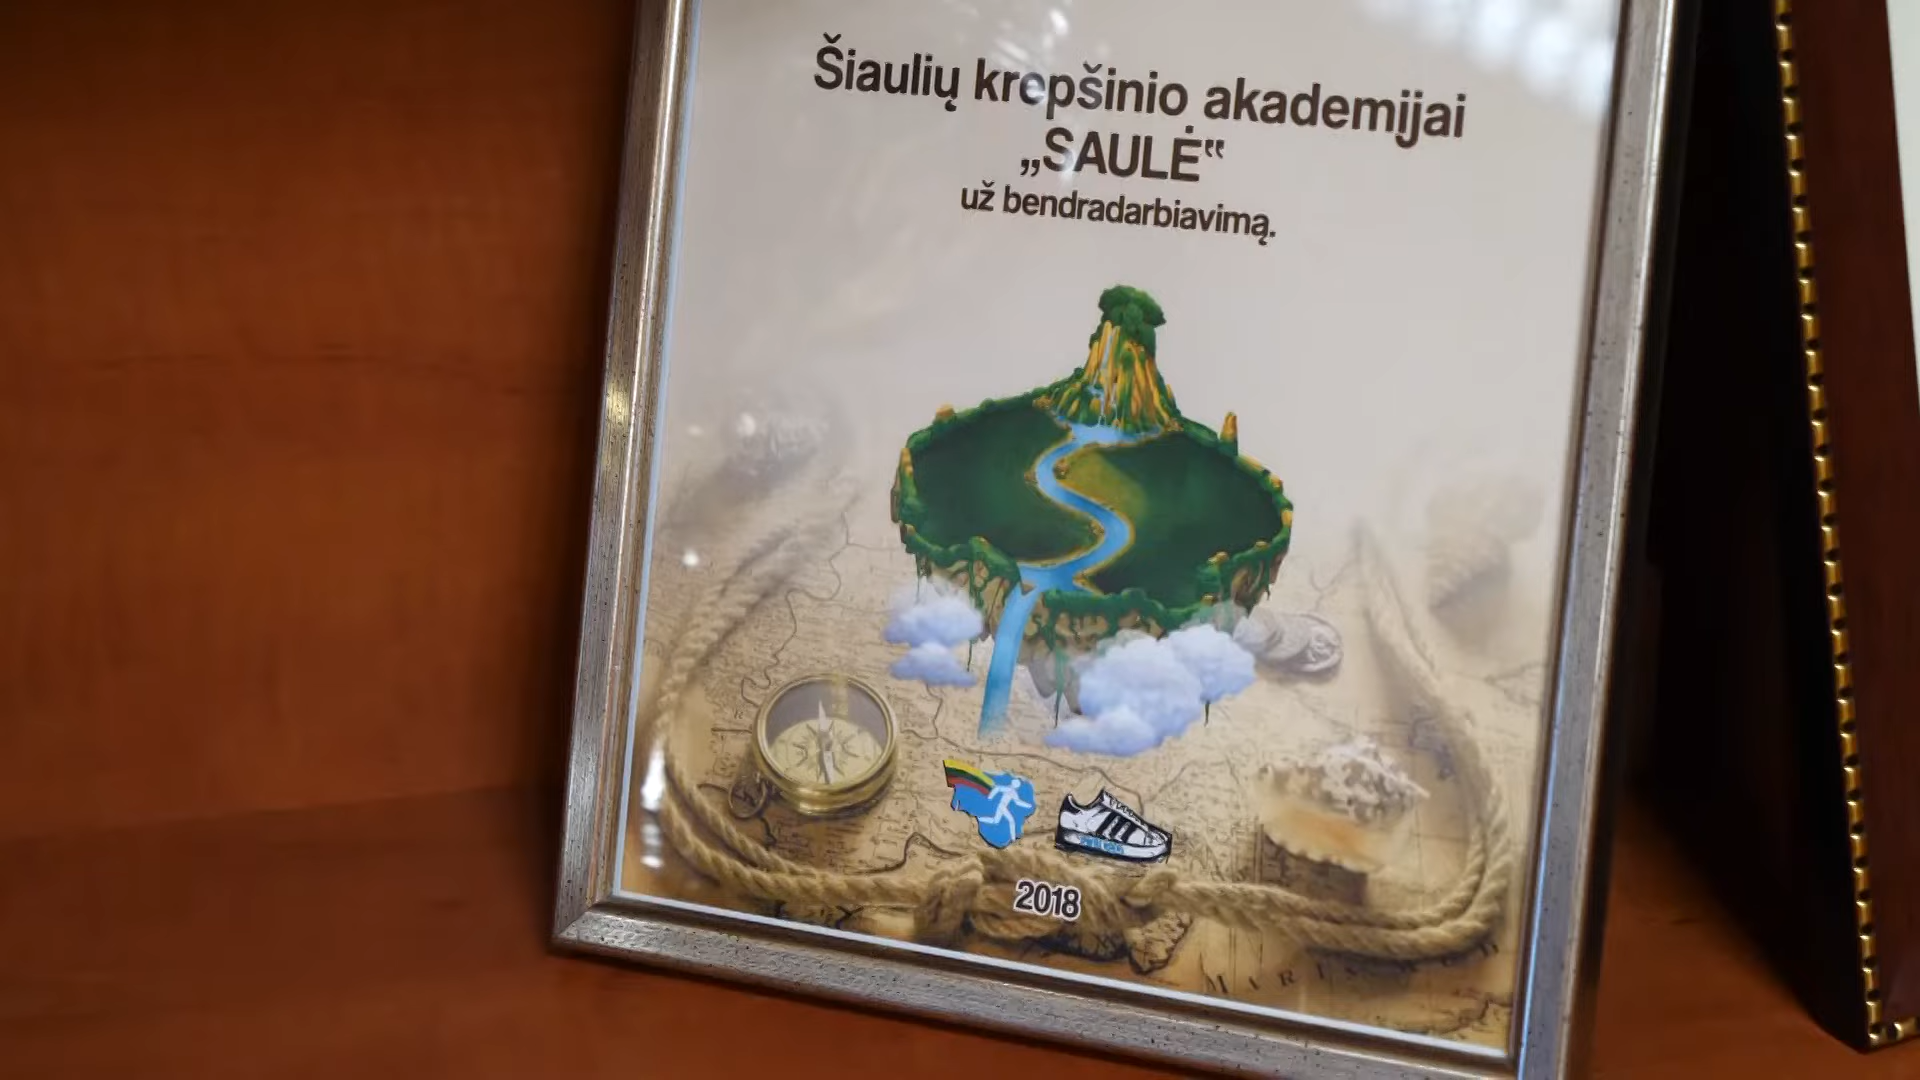 Šiaulių krepšinio akademijai
„SAULĖ“
už bendradarbiavimą.
2018